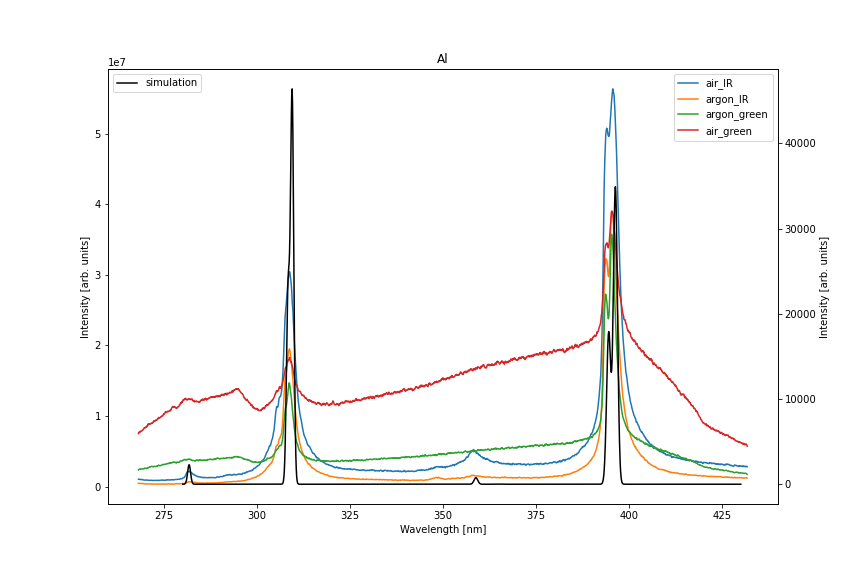 Al
1e7
simulation
air_IR
argon_IR
argon_green
air_green
5
4
3
2
1
0
Intensity [arb. units]
40000
30000
20000
10000
0
Intensity [arb. units]
275
300
325
350
375
400
425
Wavelength [nm]